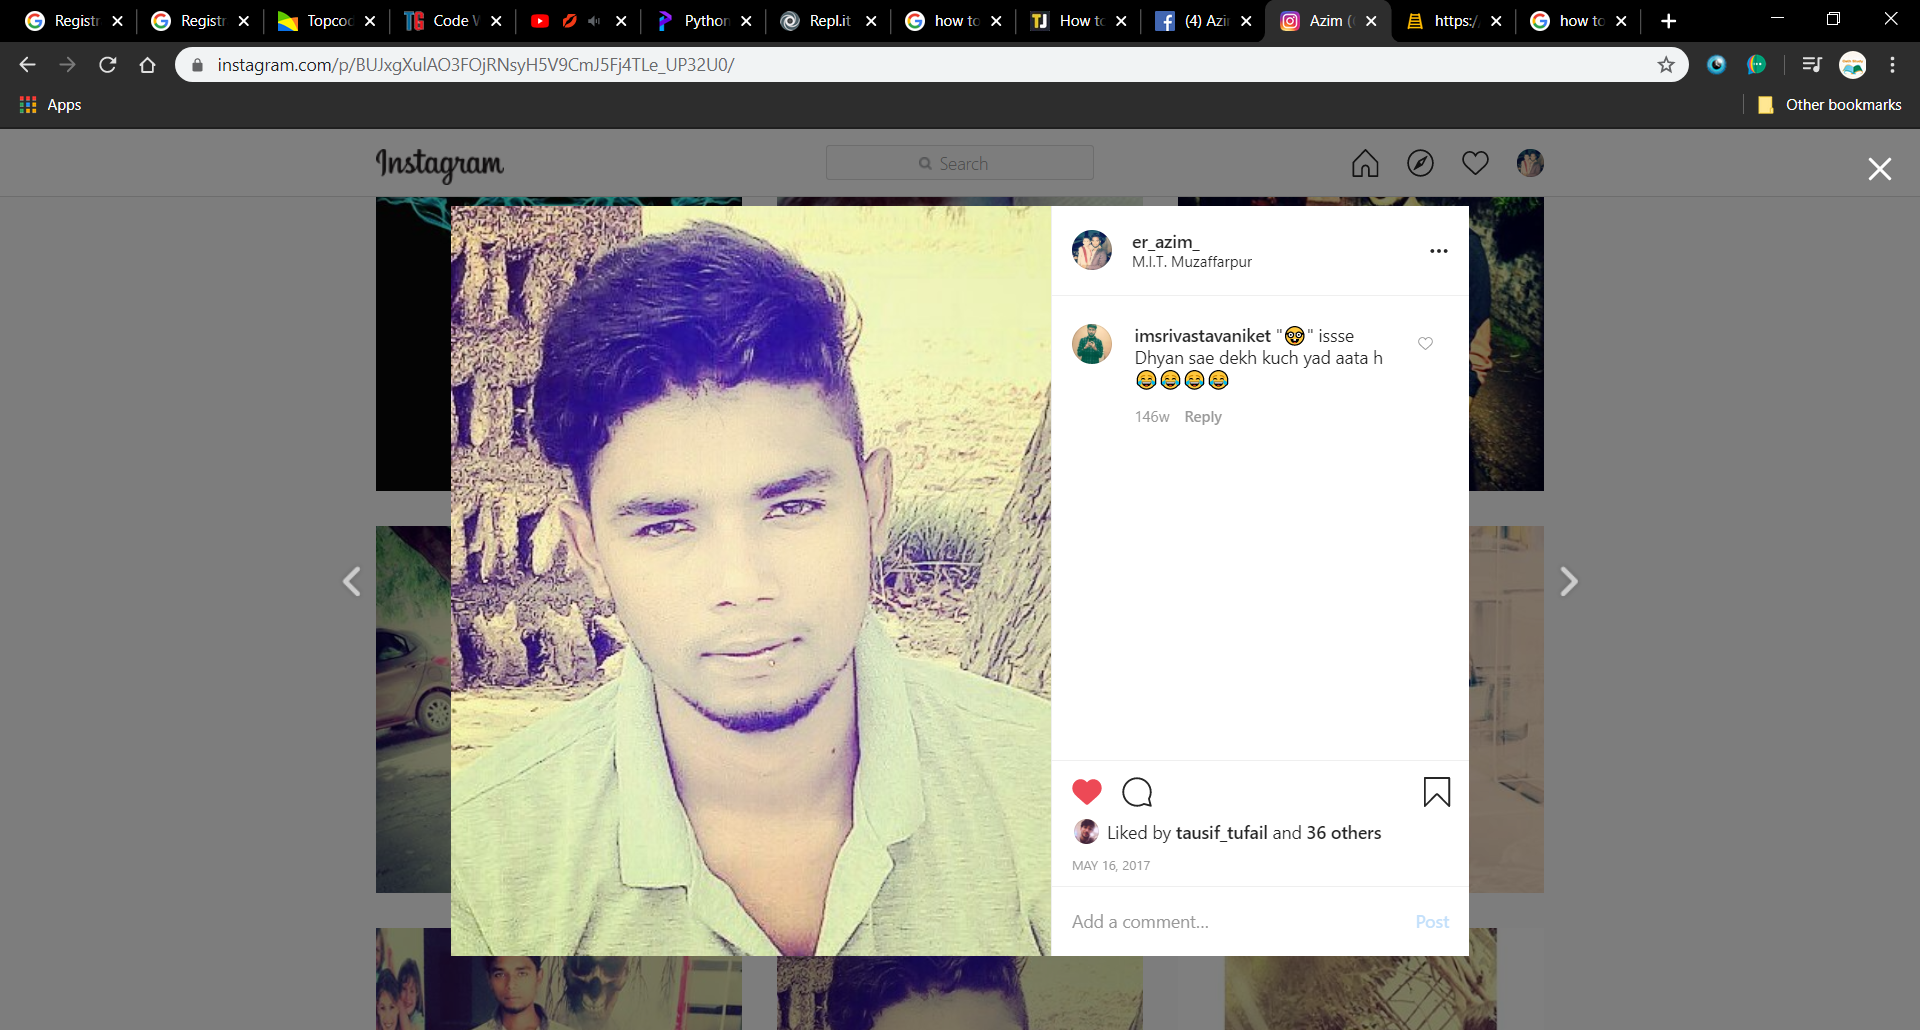 Registr
Registr
Topcod
Code V
Python
Repl.it
how to
How to
(4) Azi
Azim (
https:/
how to
instagram.com/p/BUJxgXulAO3FOjRNsyH5V9CmJ5Fj4TLe_UP32U0/
Apps
Other bookmarks
Instagram
Search
er_azim_
M.I.T. Muzaffarpur
imsrivastavaniket "🤓" issse
Dhyan sae dekh kuch yad aata h
😂😂😂😂
146w Reply
Liked by tausif_tufail and 36 others
MAY 16, 2017
Add a comment...
Post